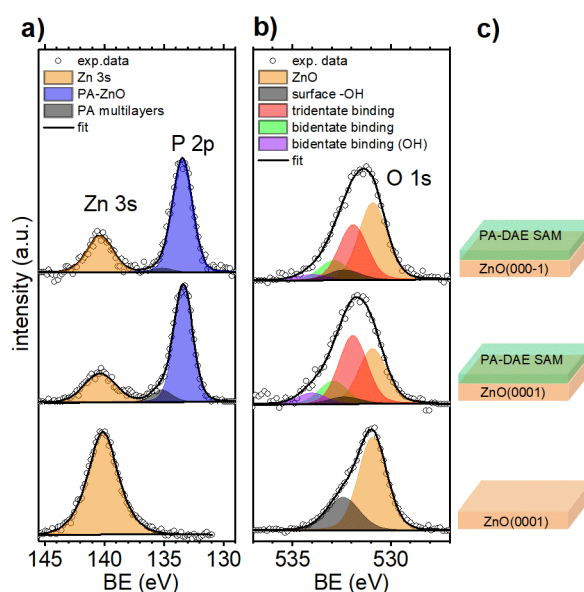 a)
exp.data
Zn 3s
PA-ZnO
PA multilayers
fit
P 2p
Zn 3s
intensity (a.u.)
145
140
135
130
BE (eV)
b)
exp. data
ZnO
surface -OH
tridentate binding
bidentate binding
bidentate binding (OH)
fit
O 1s
535
530
BE (eV)
c)
PA-DAE SAM
ZnO(000-1)
PA-DAE SAM
ZnO(0001)
ZnO(0001)